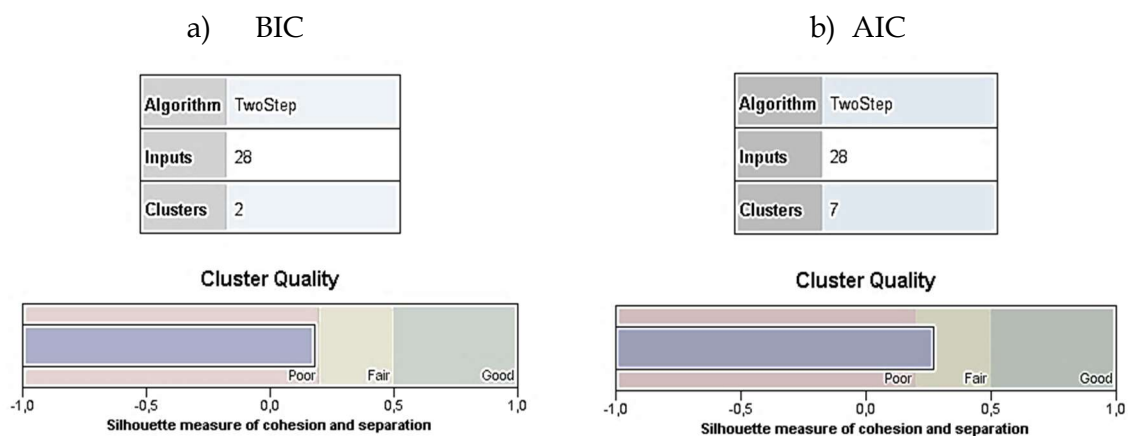 a) BIC
Algorithm TwoStep
Inputs 28
Clusters 2
Cluster Quality
Poor Fair Good
-1,0 -0,5 0,0 0,5 1,0
Silhouette measure of cohesion and separation
b) AIC
Algorithm TwoStep
Inputs 28
Clusters 7
Cluster Quality
Poor Fair Good
-1,0 -0,5 0,0 0,5 1,0
Silhouette measure of cohesion and separation